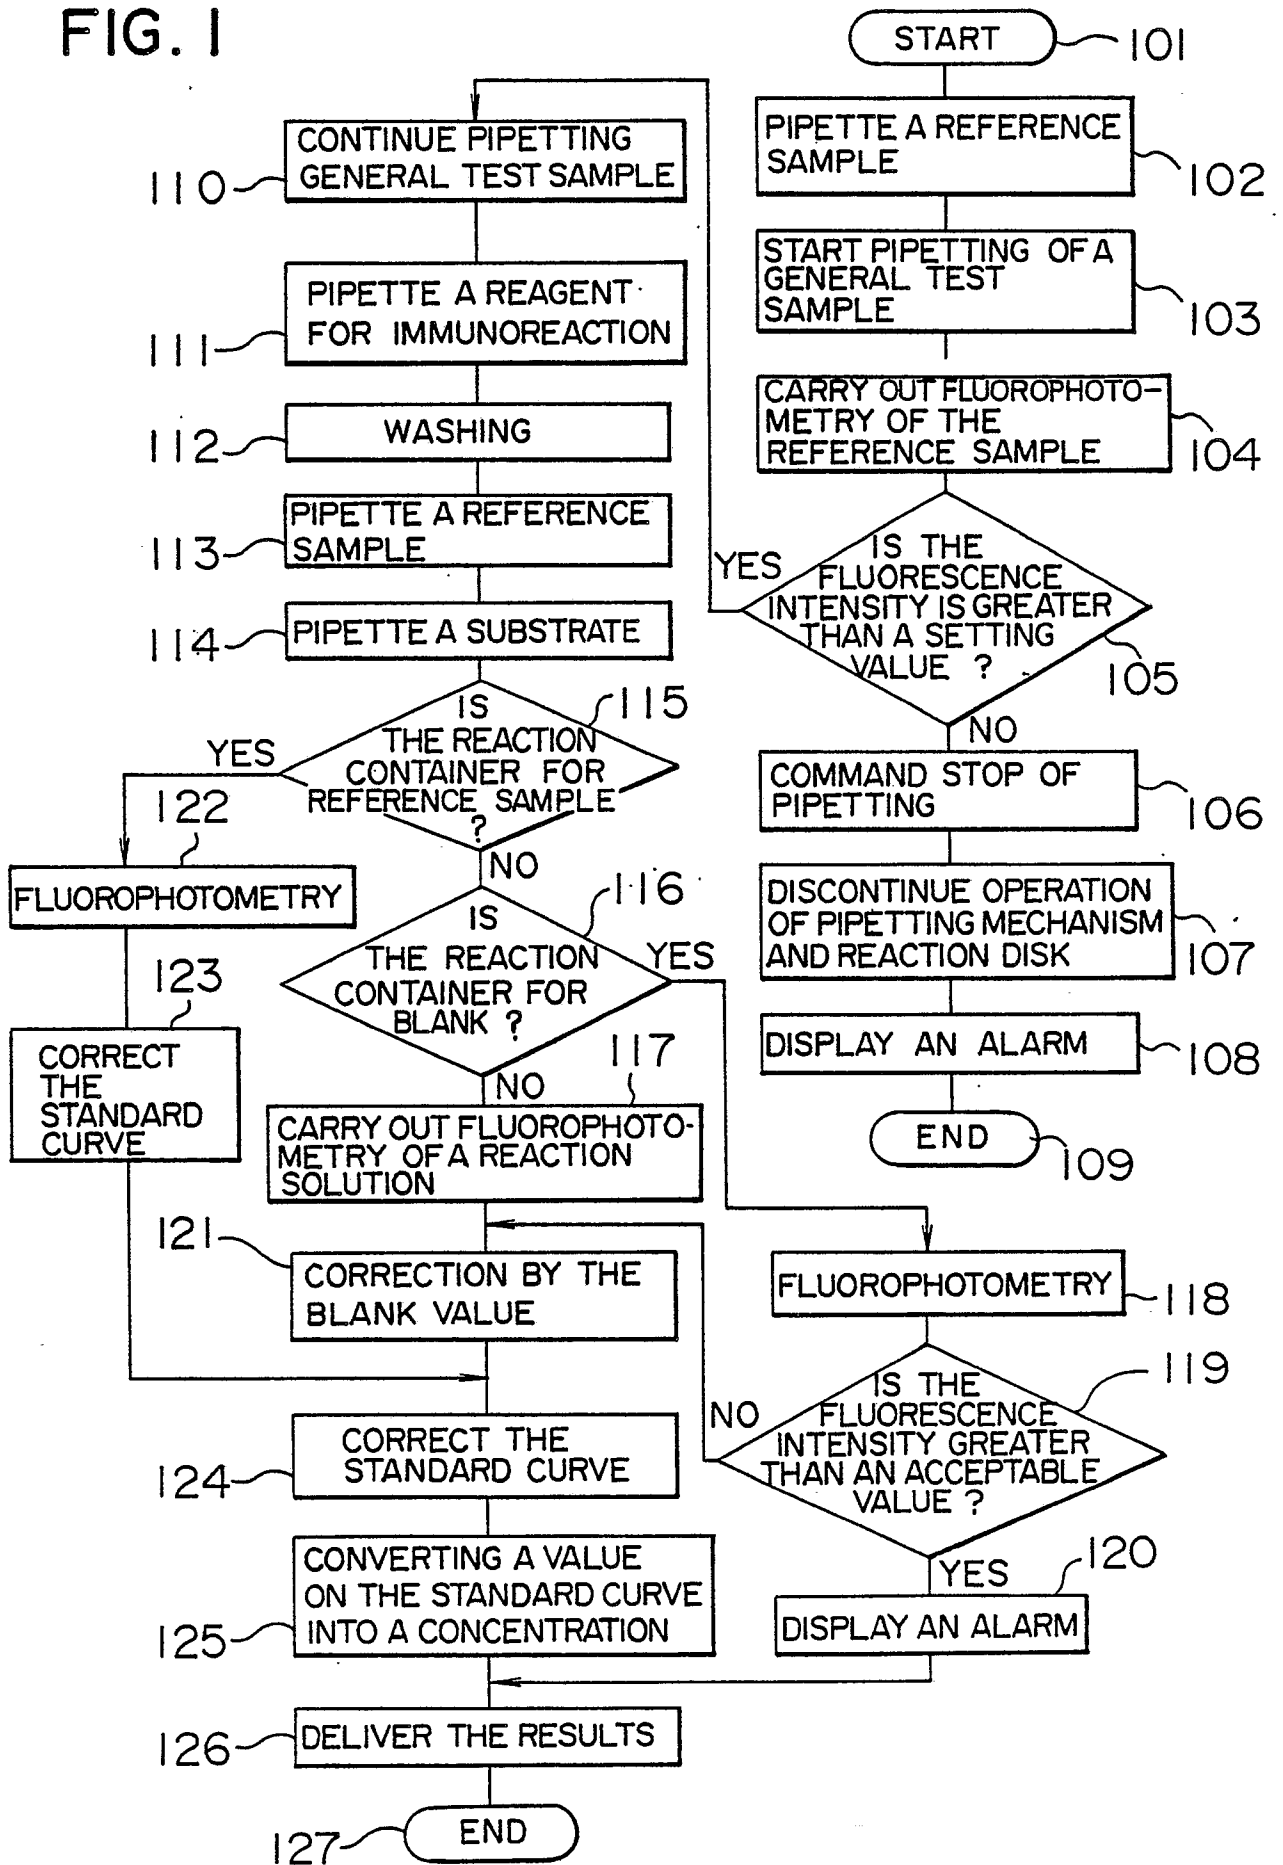 FIG. 1
START
101
PIPETTE A REFERENCE
SAMPLE
102
START PIPETTING OF A
GENERAL TEST
SAMPLE
103
CARRY OUT FLUOROPHOTO-
METRY OF THE
REFERENCE SAMPLE
104
IS THE
FLUORESCENCE
INTENSITY IS GREATER
THAN A SETTING
VALUE ?
105
YES
NO
COMMAND STOP OF
PIPETTING
106
DISCONTINUE OPERATION
OF PIPETTING MECHANISM
AND REACTION DISK
107
DISPLAY AN ALARM
108
END
109
CONTINUE PIPETTING
GENERAL TEST SAMPLE
110
PIPETTE A REAGENT
FOR IMMUNOREACTION
111
WASHING
112
PIPETTE A REFERENCE
SAMPLE
113
PIPETTE A SUBSTRATE
114
IS
THE REACTION
CONTAINER FOR
REFERENCE SAMPLE
?
115
YES
NO
122
FLUOROPHOTOMETRY
123
CORRECT
THE
STANDARD
CURVE
IS
THE REACTION
CONTAINER FOR
BLANK ?
116
YES
NO
117
CARRY OUT FLUOROPHOTO-
METRY OF A REACTION
SOLUTION
121
CORRECTION BY THE
BLANK VALUE
FLUOROPHOTOMETRY
118
IS THE
FLUORESCENCE
INTENSITY GREATER
THAN AN ACCEPTABLE
VALUE ?
119
NO
YES
120
DISPLAY AN ALARM
CORRECT THE
STANDARD CURVE
124
CONVERTING A VALUE
ON THE STANDARD CURVE
INTO A CONCENTRATION
125
DELIVER THE RESULTS
126
END
127